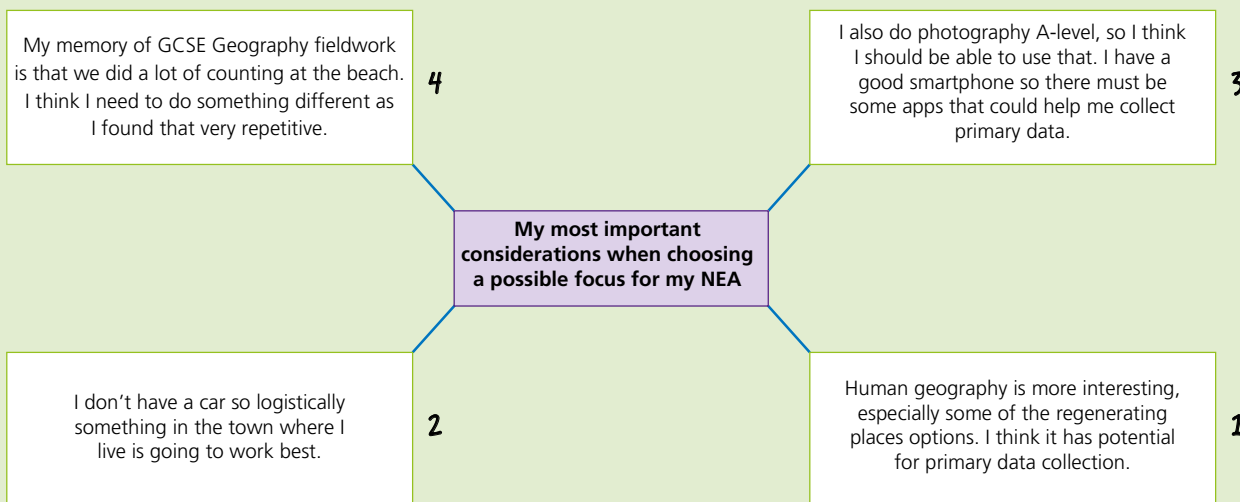 My memory of GCSE Geography fieldwork
is that we did a lot of counting at the beach.
I think I need to do something different as
I found that very repetitive.
4
I also do photography A-level, so I think
I should be able to use that. I have a
good smartphone so there must be
some apps that could help me collect
primary data.
3
My most important
considerations when choosing
a possible focus for my NEA
I don't have a car so logistically
something in the town where I
live is going to work best.
2
Human geography is more interesting,
especially some of the regenerating
places options. I think it has potential
for primary data collection.
1